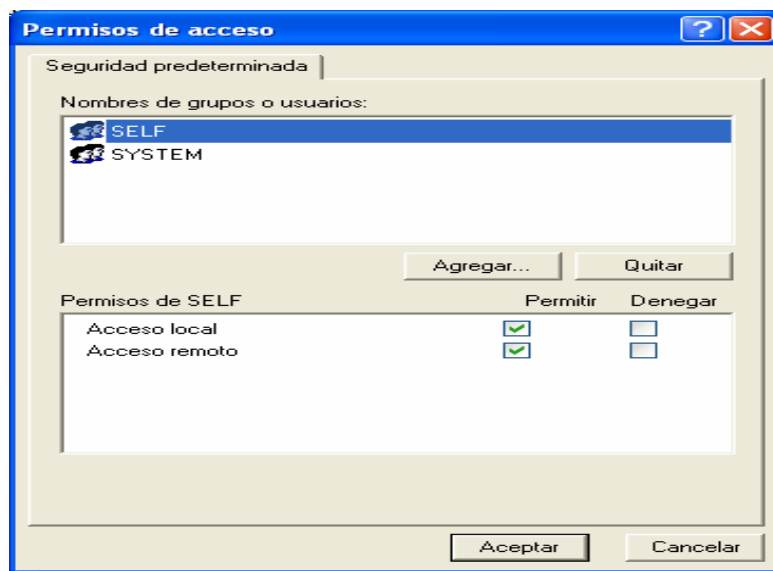 Permisos de acceso
Seguridad predeterminada
Nombres de grupos o usuarios:
SELF
SYSTEM
Agregar... Quitar
Permisos de SELF Permitir Denegar
Acceso local
Acceso remoto
Aceptar Cancelar